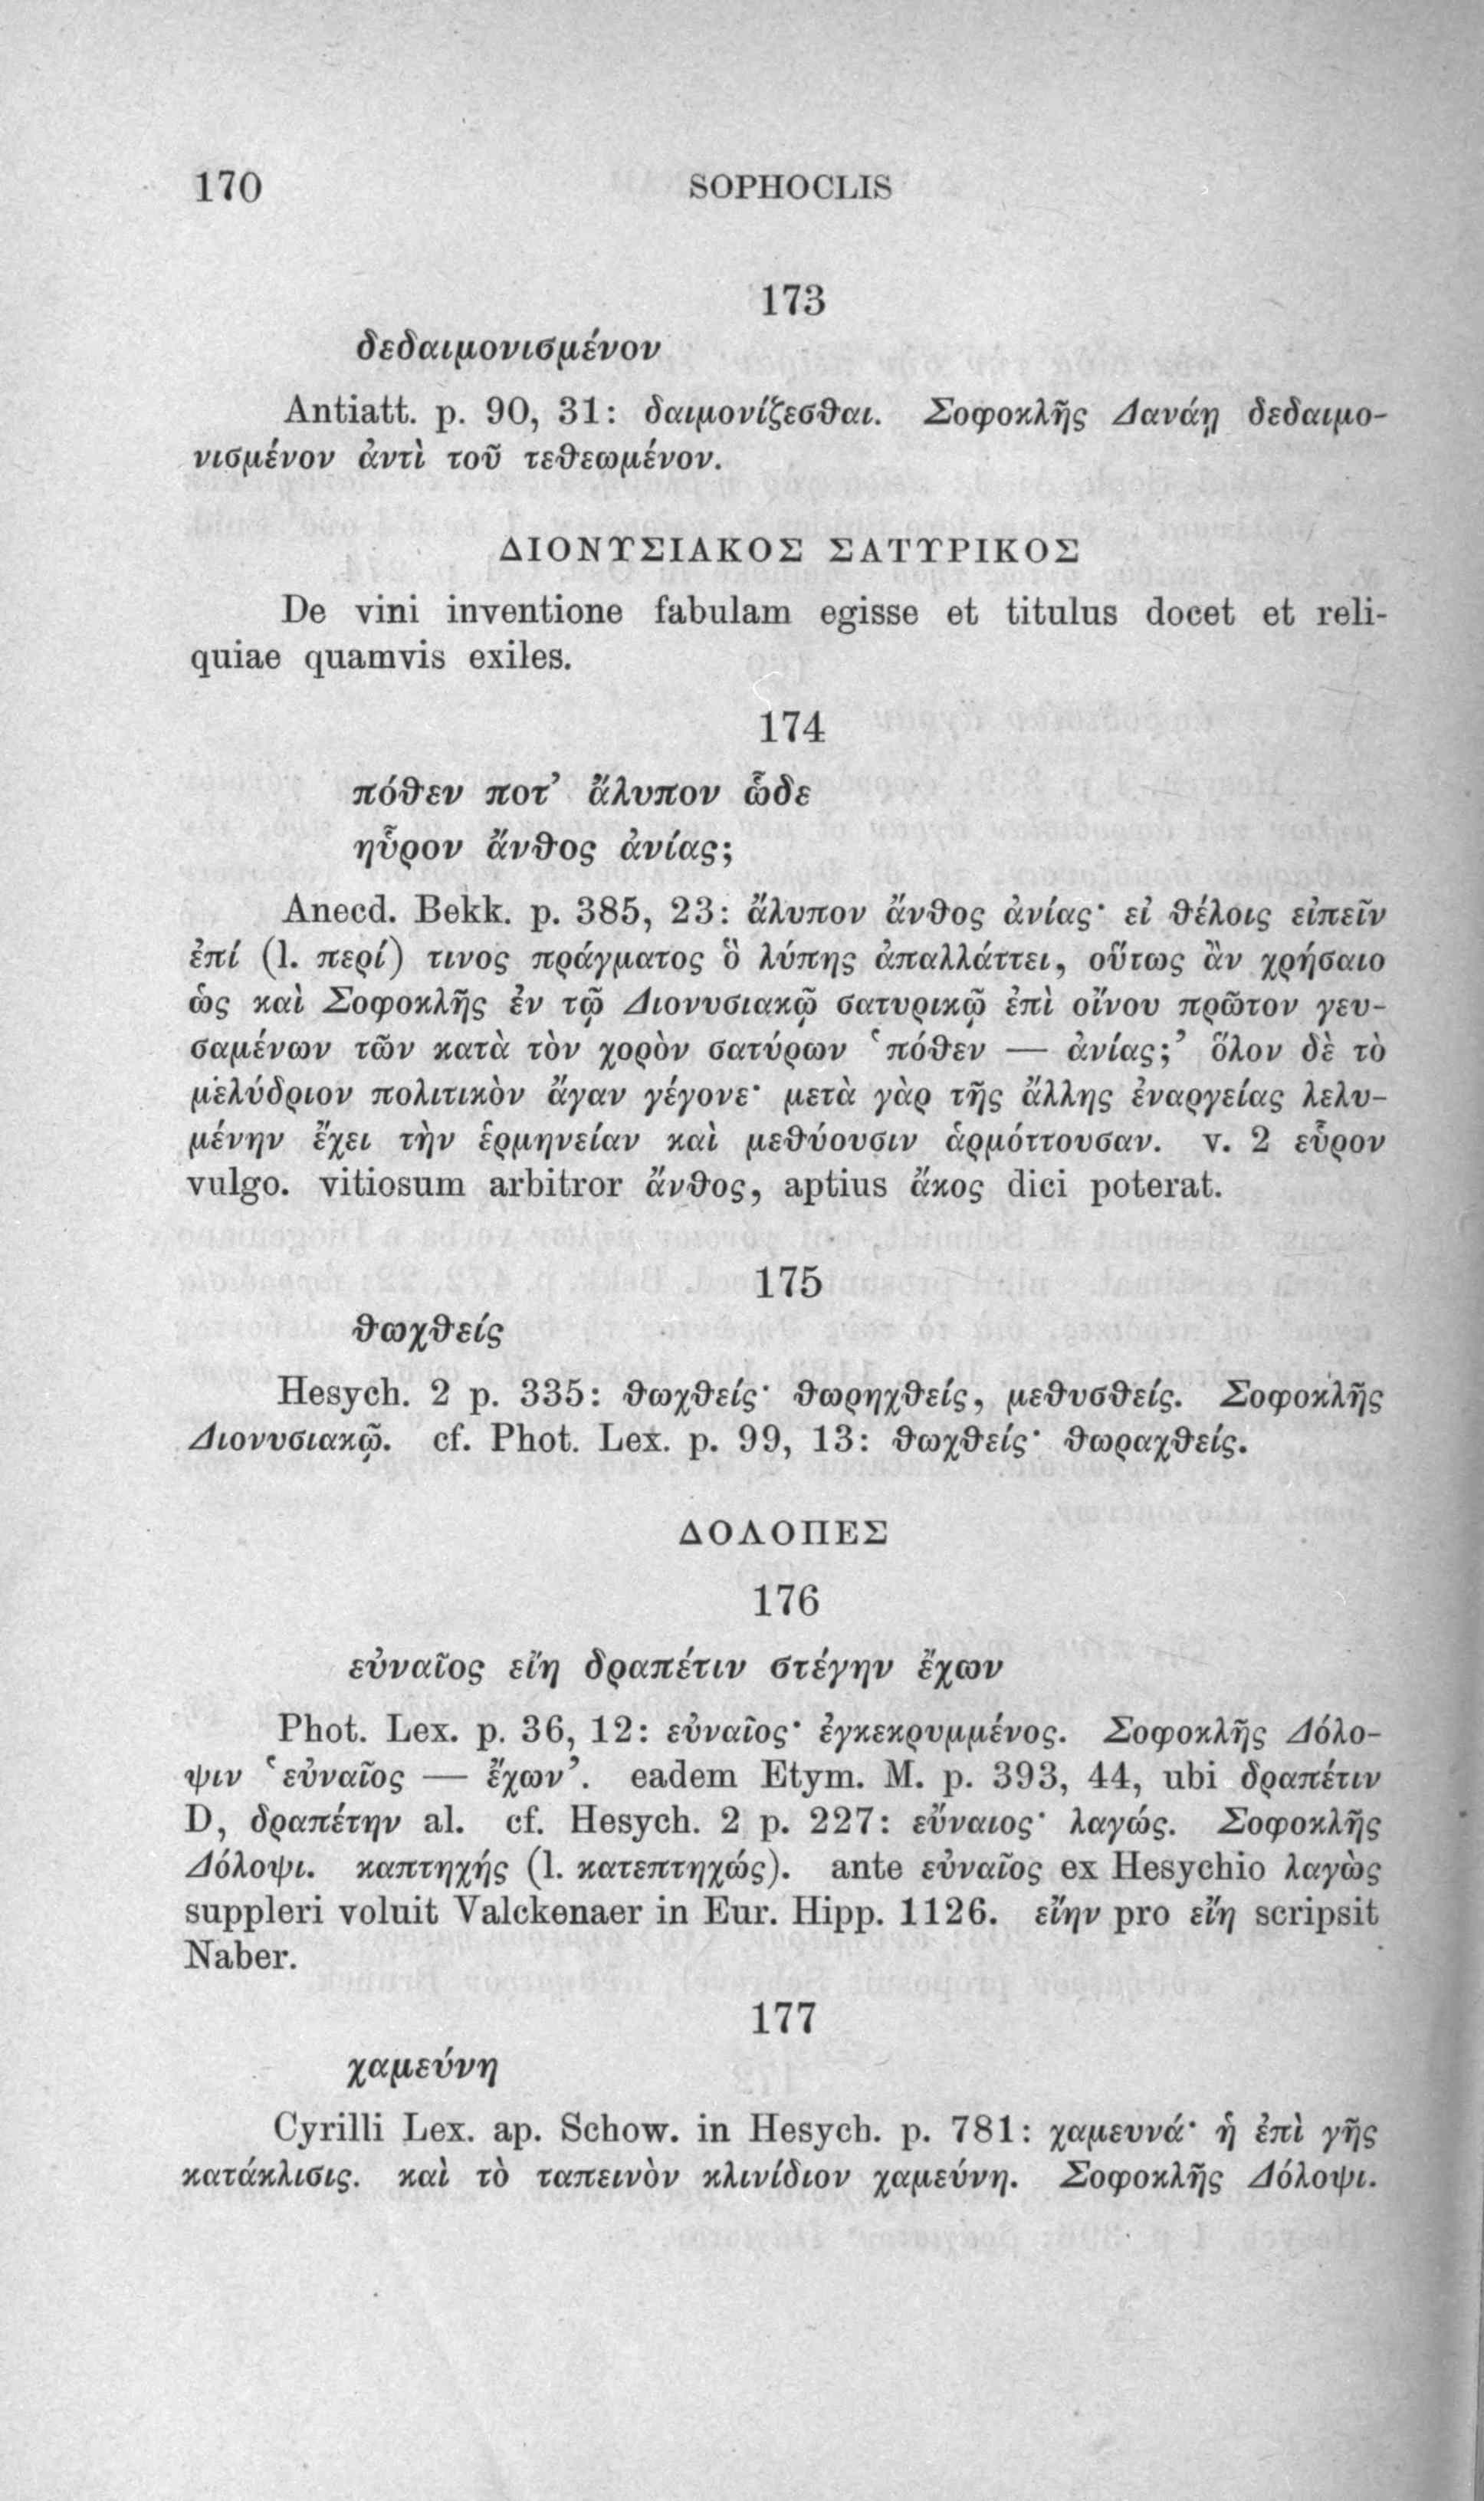 170 SOPHOCLIS
173
δεδαιμονισμένον
Antiatt. p. 90, 31: δαιμονίζεσθαι. Σοφοκλῆς Δανάῃ δεδαιμο-
νισμένον ἀντὶ τοῦ τεθεωμένον.
ΔΙΟΝΥΣΙΑΚΟΣ ΣΑΤΥΡΙΚΟΣ
De vini inventione fabulam egisse et titulus docet et reli-
quiae quamvis exiles.
174
πόθεν ποτ’ ἄλυπον ὧδε
ηὗρον ἄνθος ἀνίας;
Anecd. Bekk. p. 385, 23: ἄλυπον ἄνθος ἀνίας· εἰ θέλοις εἰπεῖν
ἐπί (l. περί) τινος πράγματος ὃ λύπης ἀπαλλάττει, οὕτως ἂν χρήσαιο
ὡς καὶ Σοφοκλῆς ἐν τῷ Διονυσιακῷ σατυρικῷ ἐπὶ οἴνου πρῶτον γευ-
σαμένων τῶν κατὰ τὸν χορὸν σατύρων ‘πόθεν — ἀνίας;’ ὅλον δὲ τὸ
μελύδριον πολιτικὸν ἄγαν γέγονε· μετὰ γὰρ τῆς ἄλλης ἐναργείας λελυ-
μένην ἔχει τὴν ἑρμηνείαν καὶ μεθύουσιν ἁρμόττουσαν. v. 2 εὗρον
vulgo. vitiosum arbitror ἄνθος, aptius ἄκος dici poterat.
175
θωχθείς
Hesych. 2 p. 335: θωχθείς· θωρηχθείς, μεθυσθείς. Σοφοκλῆς
Διονυσιακῷ. cf. Phot. Lex. p. 99, 13: θωχθείς· θωραχθείς.
ΔΟΛΟΠΕΣ
176
εὐναῖος εἴη δραπέτιν στέγην ἔχων
Phot. Lex. p. 36, 12: εὐναῖος· ἐγκεκρυμμένος. Σοφοκλῆς Δόλο-
ψιν ‘εὐναῖος — ἔχων’. eadem Etym. M. p. 393, 44, ubi δραπέτιν
D, δραπέτην al. cf. Hesych. 2 p. 227: εὔναιος· λαγώς. Σοφοκλῆς
Δόλοψι. καπτηχής (l. κατεπτηχώς). ante εὐναῖος ex Hesychio λαγὼς
suppleri voluit Valckenaer in Eur. Hipp. 1126. εἴην pro εἴη scripsit
Naber.
177
χαμεύνη
Cyrilli Lex. ap. Schow. in Hesych. p. 781: χαμευνά· ἡ ἐπὶ γῆς
κατάκλισις. καὶ τὸ ταπεινὸν κλινίδιον χαμεύνη. Σοφοκλῆς Δόλοψι.